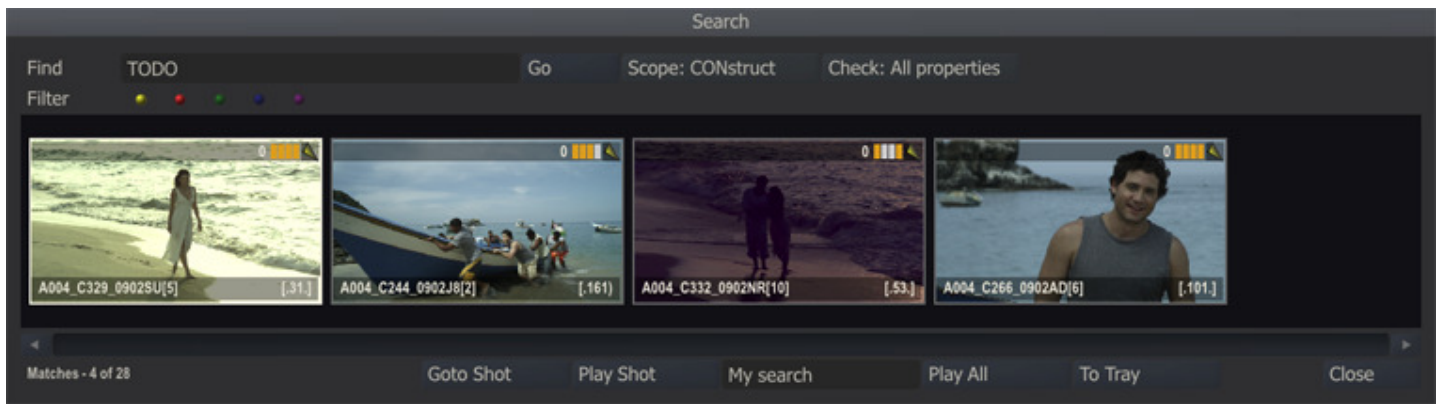 Search
Find TODO Go Scope: CONstruct Check: All properties
Filter
0 0 0 0
A004_C329_0902SU[5] [.31.] A004_C244_0902J8[2] [.161) A004_C332_0902NR[10] [.53.] A004_C266_0902AD[6] [.101.]
Matches - 4 of 28 Goto Shot Play Shot My search Play All To Tray Close